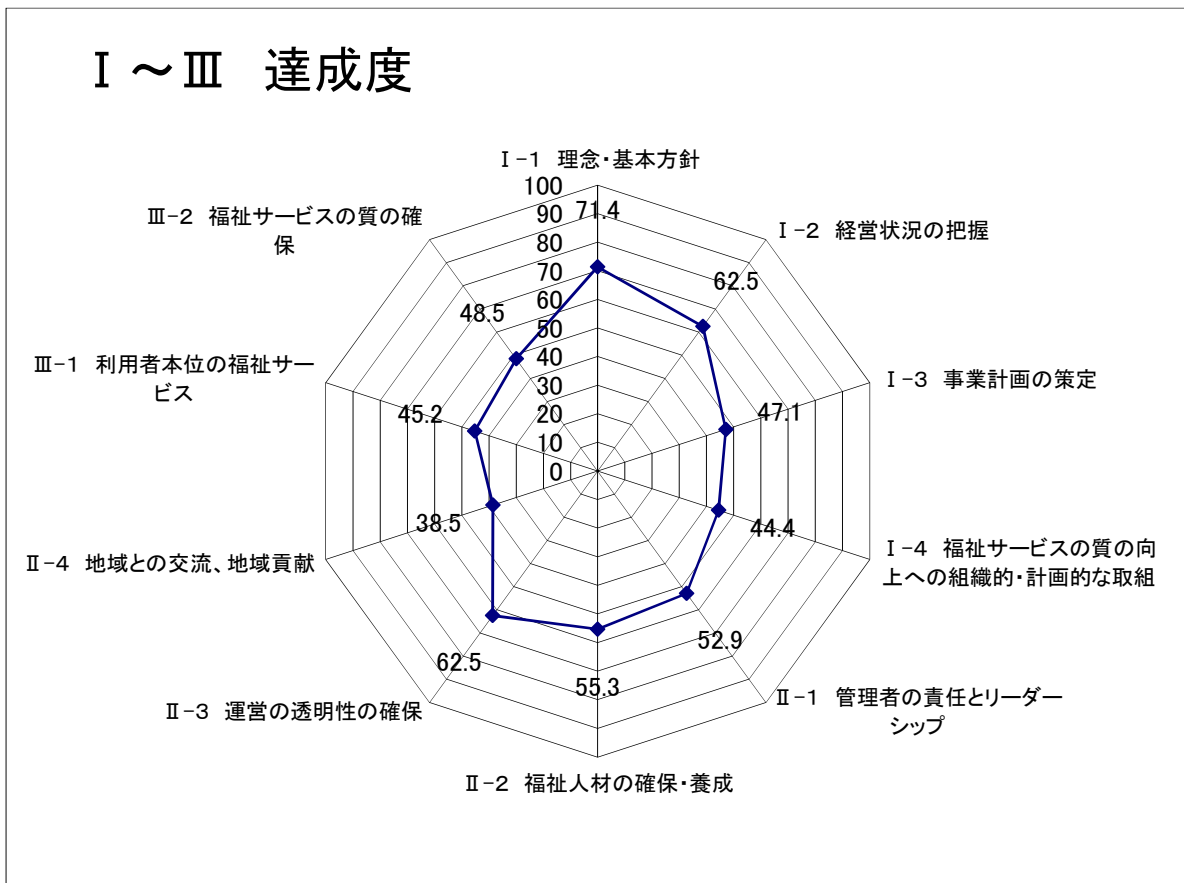 Ⅰ～Ⅲ 達成度
Ⅰ-1 理念・基本方針
100
90
80
70
60
50
40
30
20
10
0
71.4
Ⅰ-2 経営状況の把握
62.5
Ⅰ-3 事業計画の策定
47.1
Ⅰ-4 福祉サービスの質の向
上への組織的・計画的な取組
44.4
Ⅱ-1 管理者の責任とリーダー
シップ
52.9
Ⅱ-2 福祉人材の確保・養成
55.3
Ⅱ-3 運営の透明性の確保
62.5
Ⅱ-4 地域との交流、地域貢献
38.5
Ⅲ-1 利用者本位の福祉サー
ビス
45.2
Ⅲ-2 福祉サービスの質の確
保
48.5